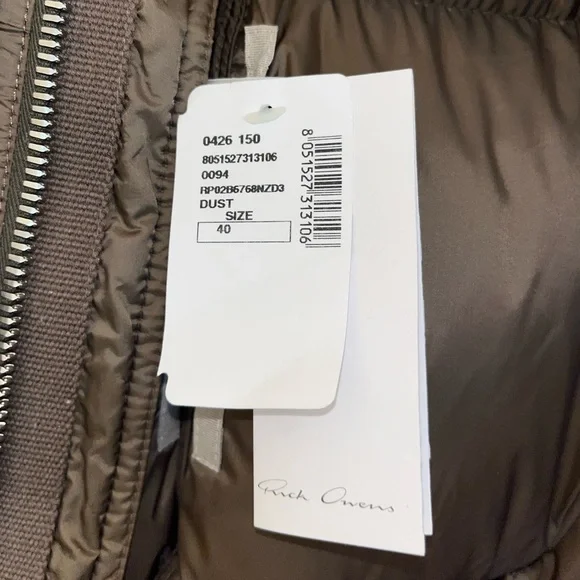 0426 150
8051527313106
0094
RP02B6768NZD3
DUST
SIZE
40
8 051527 313106
Rick Owens